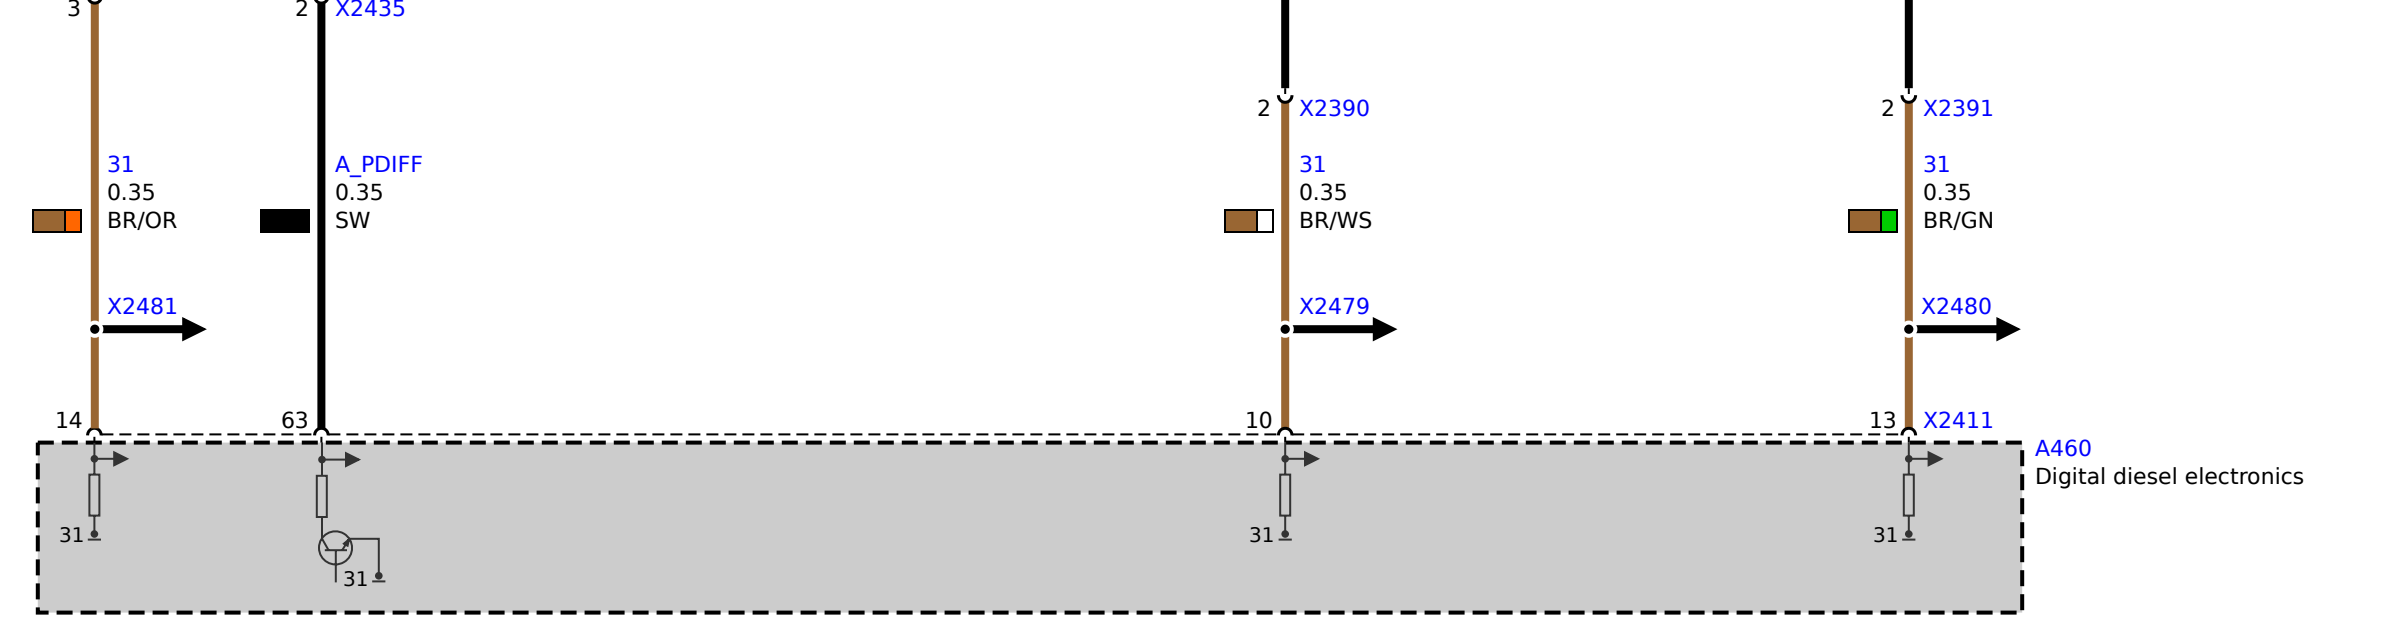 3
2 X2435
2 X2390
2 X2391
31
0.35
BR/OR
A_PDIFF
0.35
SW
31
0.35
BR/WS
31
0.35
BR/GN
X2481
X2479
X2480
14
63
10
13 X2411
A460
Digital diesel electronics
31
31
31
31